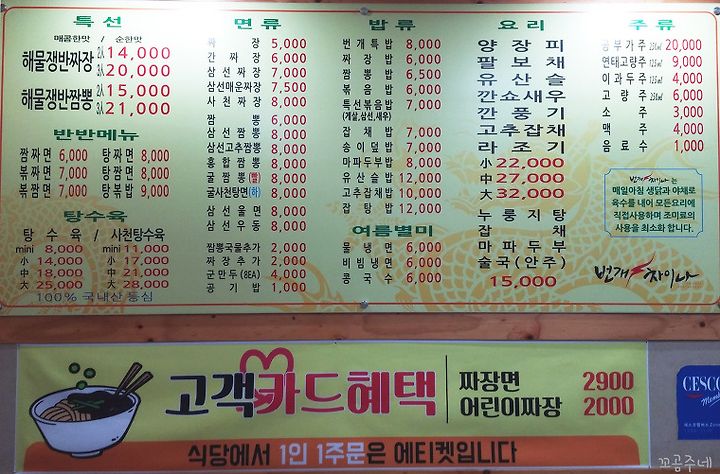 특 선
매콤한맛 / 순한맛
해물쟁반짜장 2人 14,000
3人 20,000
해물쟁반짬뽕 2人 15,000
3人 21,000
반반메뉴
짬짜면 6,000 탕짜면 8,000
볶짜면 7,000 탕짬면 8,000
볶짬면 7,000 탕볶밥 9,000
탕수육
탕 수 육 / 사천탕수육
mini 8,000 mini 11,000
小 14,000 小 17,000
中 18,000 中 21,000
大 25,000 大 28,000
100% 국내산 등심
면 류
짜 장 5,000
간 짜 장 6,000
삼 선 짜 장 7,000
삼선매운짜장 7,500
사 천 짜 장 8,000
짬 뽕 6,000
삼 선 짬 뽕 8,000
삼선고추짬뽕 8,000
홍 합 짬 뽕 8,000
굴 짬 뽕 (빨) 8,000
굴사천탕면(하) 8,000
삼 선 울 면 8,000
삼 선 우 동 8,000
짬뽕국물추가 2,000
짜 장 추 가 2,000
군 만 두 (8EA) 4,000
공 기 밥 1,000
밥 류
번 개 특 밥 8,000
짜 장 밥 6,000
짬 뽕 밥 6,500
볶 음 밥 6,000
특선볶음밥 7,000
(게살,삼선,새우)
잡 채 밥 7,000
송 이 덮 밥 7,000
마파두부밥 8,000
유산슬밥 12,000
고추잡채밥 10,000
잡 탕 밥 12,000
여름별미
물 냉 면 6,000
비 빔 냉 면 6,000
콩 국 수 6,000
요 리
양 장 피
팔 보 채
유 산 슬
깐 쇼 새 우
깐 풍 기
고 추 잡 채
라 조 기
小 22,000
中 27,000
大 32,000
누 룽 지 탕
잡 채
마 파 두 부
술 국 (안 주)
15,000
주 류
공 부 가 주 20,000
연태고량주 9,000
이 과 두 주 4,000
고 량 주 6,000
소 주 3,000
맥 주 4,000
음 료 수 1,000
번개짜이나 는
매일아침 생닭과 야채로
육수를 내어 모든요리에
직접사용하며 조미료의
사용을 최소화 합니다.
번개짜이나
고객카드혜택
짜장면 2900
어린이짜장 2000
식당에서 1인 1주문은 에티켓입니다
CESCO
꼬곰주네